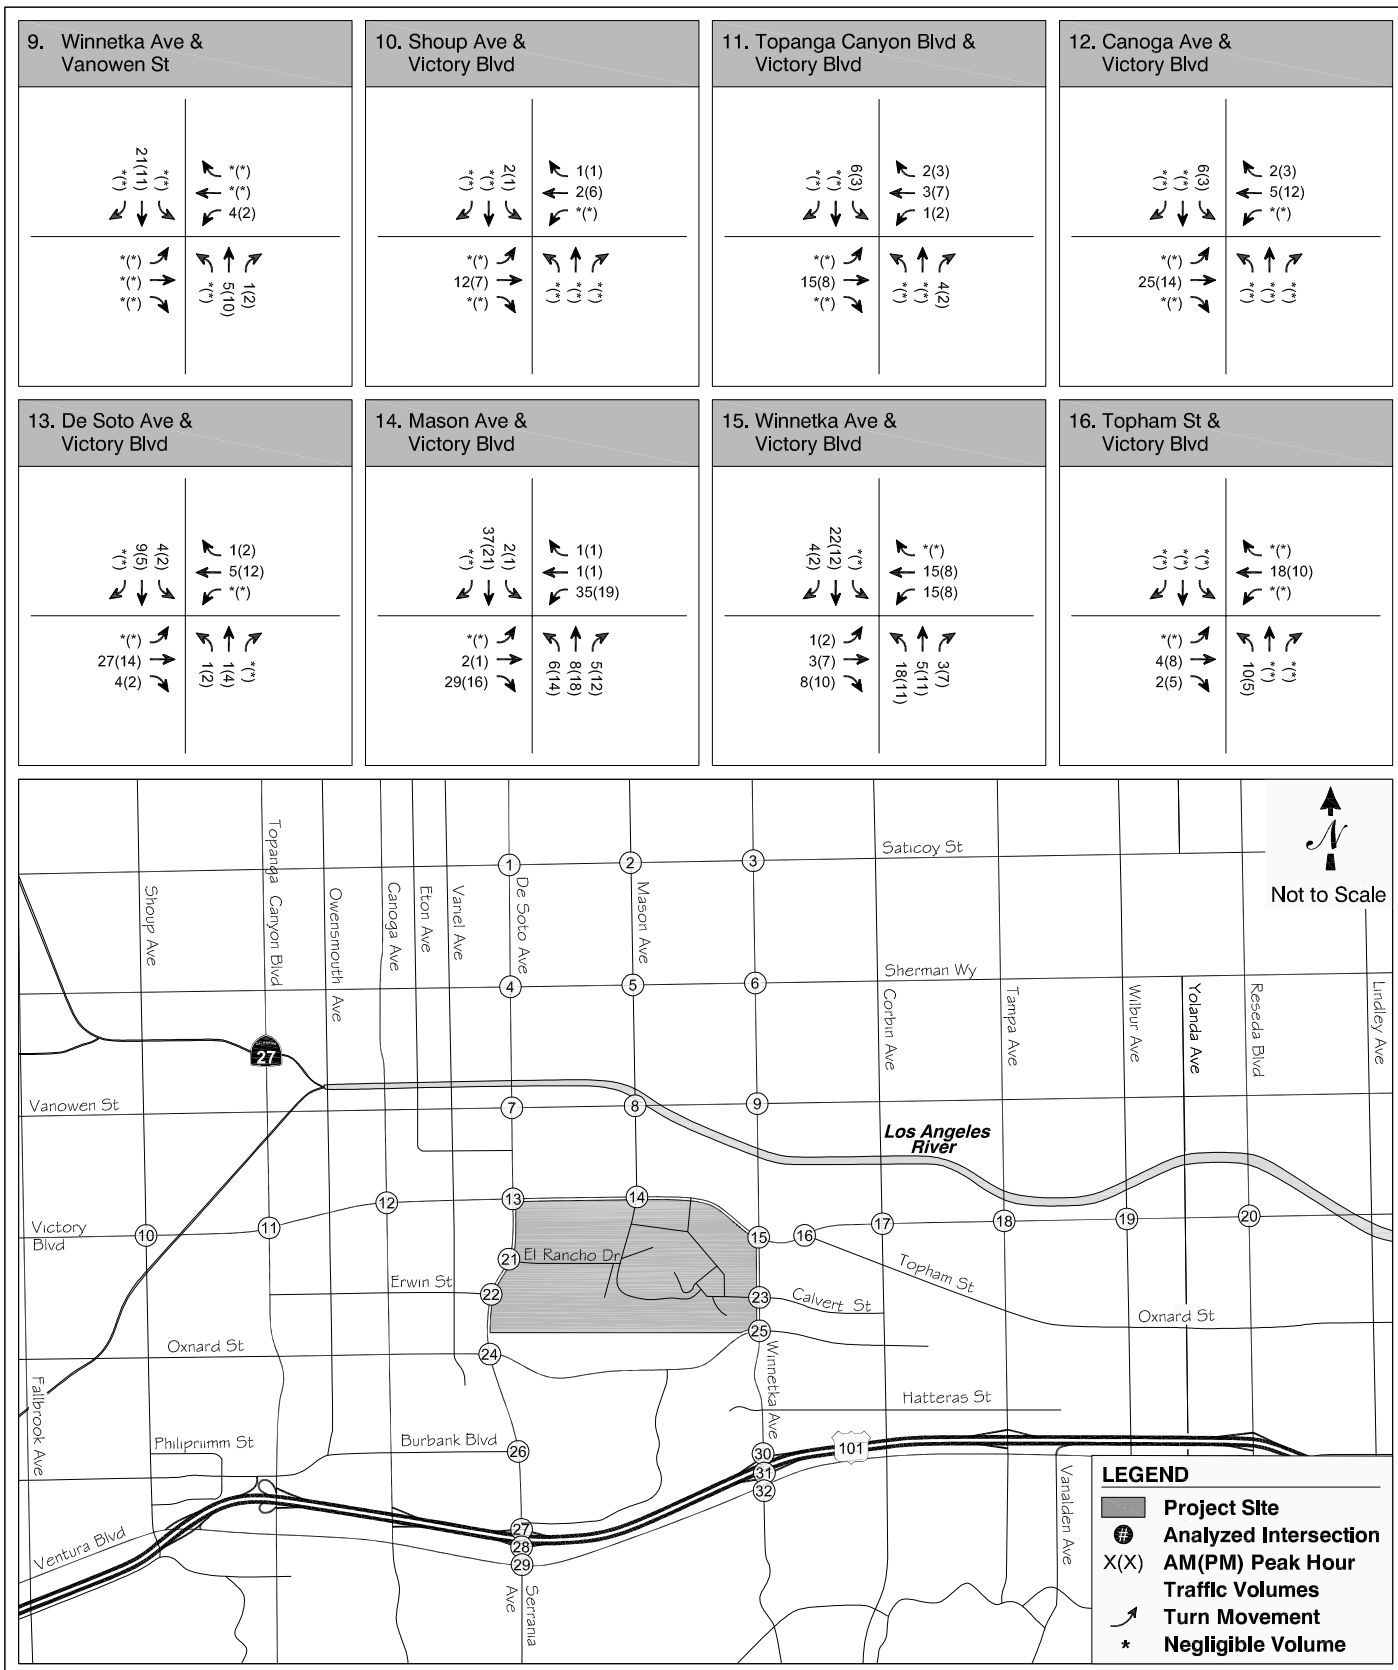 9. Winnetka Ave &
Vanowen St
21(11)
*(*)
*(*)
*(*)
*(*)
4(2)
*(*)
*(*)
*(*)
*(*)
5(10)
1(2)
10. Shoup Ave &
Victory Blvd
*(*)
*(*)
2(1)
1(1)
2(6)
*(*)
*(*)
12(7)
*(*)
*(*)
*(*)
*(*)
11. Topanga Canyon Blvd &
Victory Blvd
*(*)
*(*)
6(3)
2(3)
3(7)
1(2)
*(*)
15(8)
*(*)
*(*)
*(*)
4(2)
12. Canoga Ave &
Victory Blvd
*(*)
*(*)
6(3)
2(3)
5(12)
*(*)
*(*)
25(14)
*(*)
*(*)
*(*)
*(*)
13. De Soto Ave &
Victory Blvd
*(*)
9(5)
4(2)
1(2)
5(12)
*(*)
*(*)
27(14)
4(2)
1(2)
1(4)
*(*)
14. Mason Ave &
Victory Blvd
*(*)
37(21)
2(1)
1(1)
1(1)
35(19)
*(*)
2(1)
29(16)
6(14)
8(18)
5(12)
15. Winnetka Ave &
Victory Blvd
4(2)
22(12)
*(*)
*(*)
15(8)
15(8)
1(2)
3(7)
8(10)
18(11)
5(11)
3(7)
16. Topham St &
Victory Blvd
*(*)
*(*)
*(*)
*(*)
18(10)
*(*)
*(*)
4(8)
2(5)
10(5)
*(*)
*(*)
N
Not to Scale
1
2
3
Saticoy St
Shoup Ave
Topanga Canyon Blvd
Owensmouth Ave
Canoga Ave
Eton Ave
Variel Ave
De Soto Ave
Mason Ave
4
5
6
Sherman Wy
Corbin Ave
Tampa Ave
Wilbur Ave
Yolanda Ave
Reseda Blvd
Lindley Ave
27
Vanowen St
7
8
9
Los Angeles
River
Victory
Blvd
10
11
12
13
14
15
16
17
18
19
20
21
El Rancho Dr
Erwin St
22
23
Calvert St
Topham St
Oxnard St
25
Oxnard St
24
Fallbrook Ave
Winnetka Ave
Hatteras St
Philiprimm St
Burbank Blvd
26
30
101
31
32
Vanalden Ave
Ventura Blvd
27
28
29
Serrania
Ave
LEGEND
Project Site
# Analyzed Intersection
X(X) AM(PM) Peak Hour
Traffic Volumes
Turn Movement
* Negligible Volume